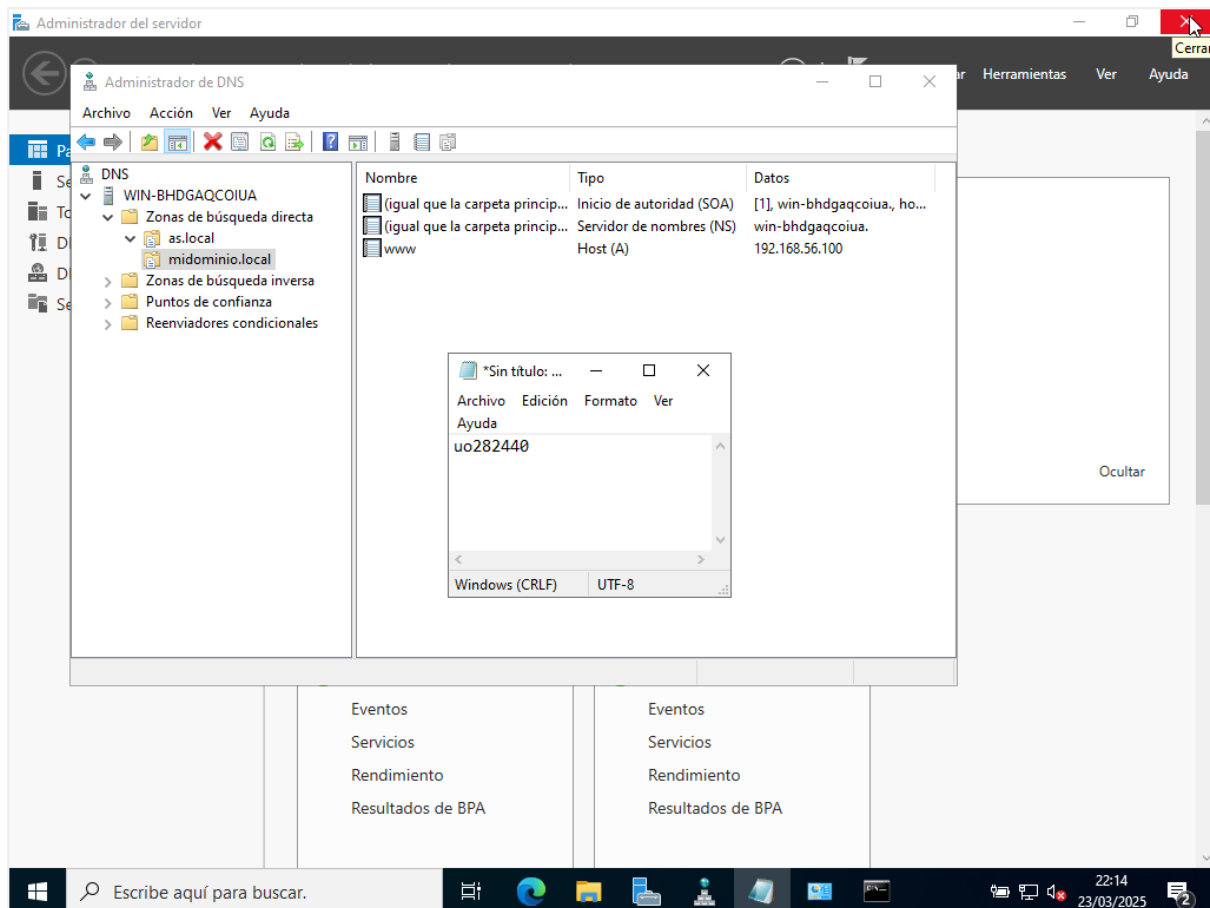 Administrador del servidor
Cerrar
Administrador de DNS
Herramientas Ver Ayuda
Archivo Acción Ver Ayuda
DNS
WIN-BHDGAQCOIUA
Zonas de búsqueda directa
as.local
midominio.local
Zonas de búsqueda inversa
Puntos de confianza
Reenviadores condicionales
Nombre Tipo Datos
(igual que la carpeta princip... Inicio de autoridad (SOA) [1], win-bhdgaqcoiua., ho...
(igual que la carpeta princip... Servidor de nombres (NS) win-bhdgaqcoiua.
www Host (A) 192.168.56.100
*Sin título: ...
Archivo Edición Formato Ver
Ayuda
uo282440
Windows (CRLF) UTF-8
Ocultar
Eventos Eventos
Servicios Servicios
Rendimiento Rendimiento
Resultados de BPA Resultados de BPA
Escribe aquí para buscar.
22:14
23/03/2025
2